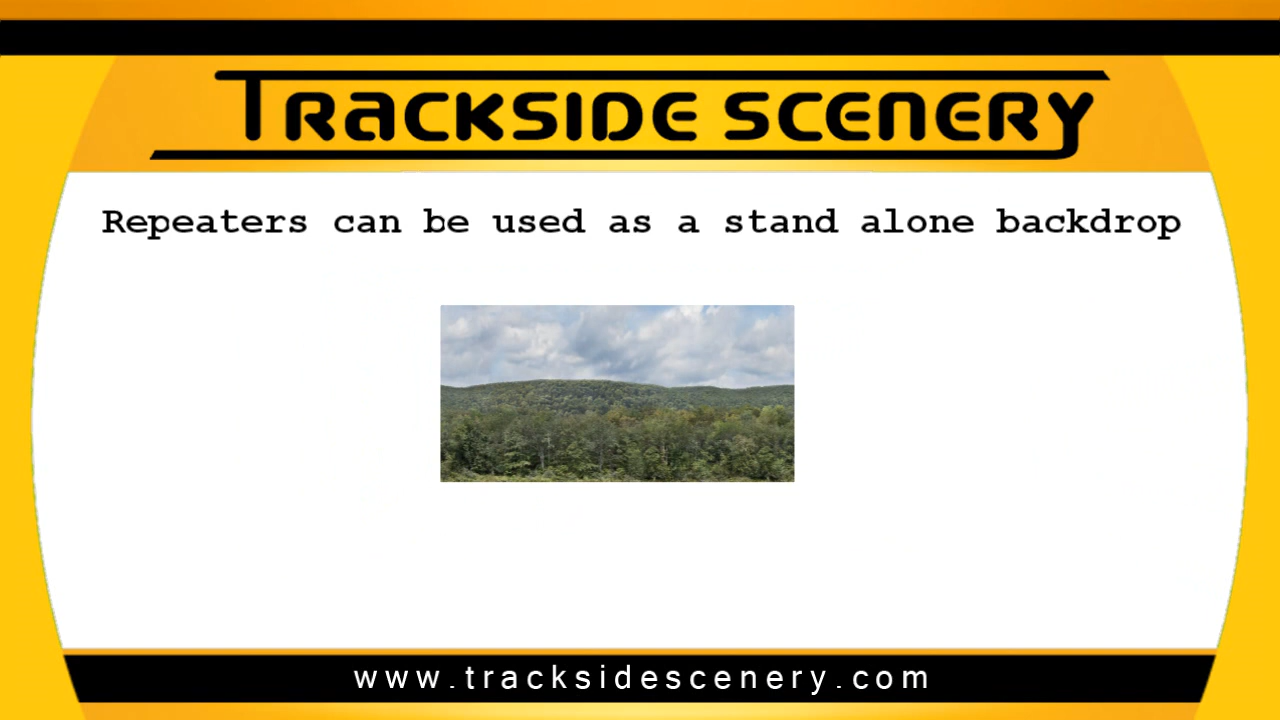 TRACKSIDE SCENERY
Repeaters can be used as a stand alone backdrop
www.tracksidescenery.com